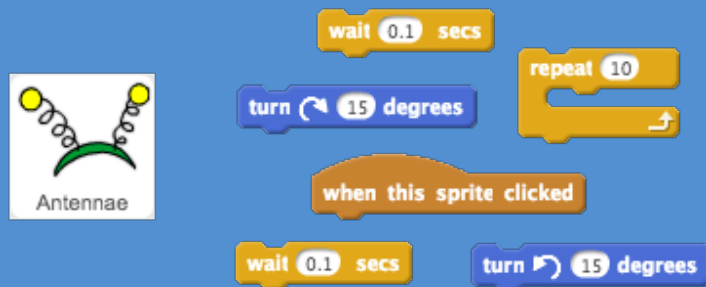 wait 0.1 secs
repeat 10
turn 15 degrees
when this sprite clicked
Antennae
wait 0.1 secs
turn 15 degrees